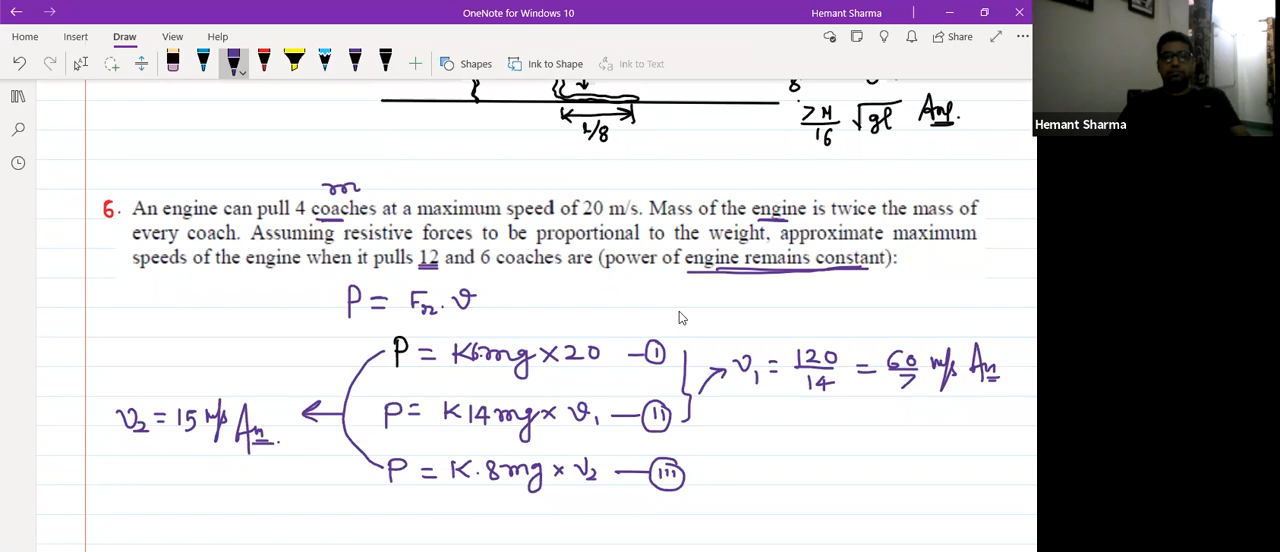 OneNote for Windows 10
Hemant Sharma
Home Insert Draw View Help
Share
Shapes Ink to Shape Ink to Text
L/8
7M/16 √gl Ans.
m
6. An engine can pull 4 coaches at a maximum speed of 20 m/s. Mass of the engine is twice the mass of
every coach. Assuming resistive forces to be proportional to the weight, approximate maximum
speeds of the engine when it pulls 12 and 6 coaches are (power of engine remains constant):
P = Fr . v
P = K6mg × 20 — I
v1 = 120/14 = 60/7 m/s An
P = K14mg × v1 — II
v2 = 15 m/s An.
P = K.8mg × v2 — III
Hemant Sharma